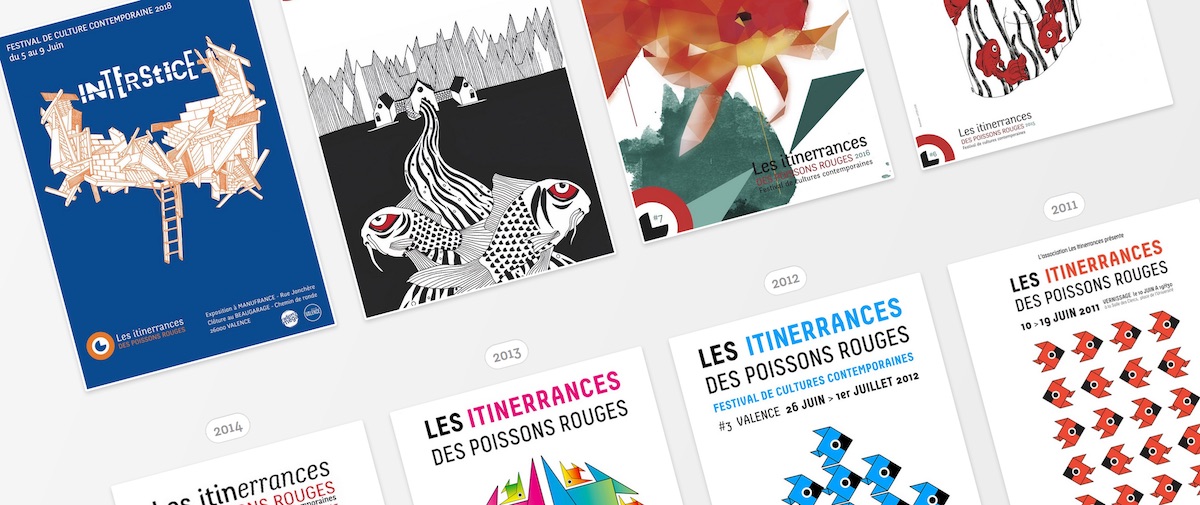 FESTIVAL DE CULTURE CONTEMPORAINE 2018
du 5 au 9 Juin
INTERSTICE
Exposition à MANUFRANCE - Rue Jonchère
Clôture au BEAUGARAGE - Chemin de ronde
26000 VALENCE
Les itinerrances
DES POISSONS ROUGES
Les itinerrances
DES POISSONS ROUGES 2016
Festival de cultures contemporaines
#7
Les itinerrances
DES POISSONS ROUGES 2015
Festival de cultures contemporaines
#6
2011
L'association Les Itinerrances présente
LES ITINERRANCES
DES POISSONS ROUGES
10 > 19 JUIN 2011
VERNISSAGE le 10 JUIN À 19h30
2012
LES ITINERRANCES
DES POISSONS ROUGES
FESTIVAL DE CULTURES CONTEMPORAINES
#3 VALENCE 26 JUIN > 1er JUILLET 2012
2013
LES ITINERRANCES
DES POISSONS ROUGES
2014
Les itinerrances
POISSONS ROUGES